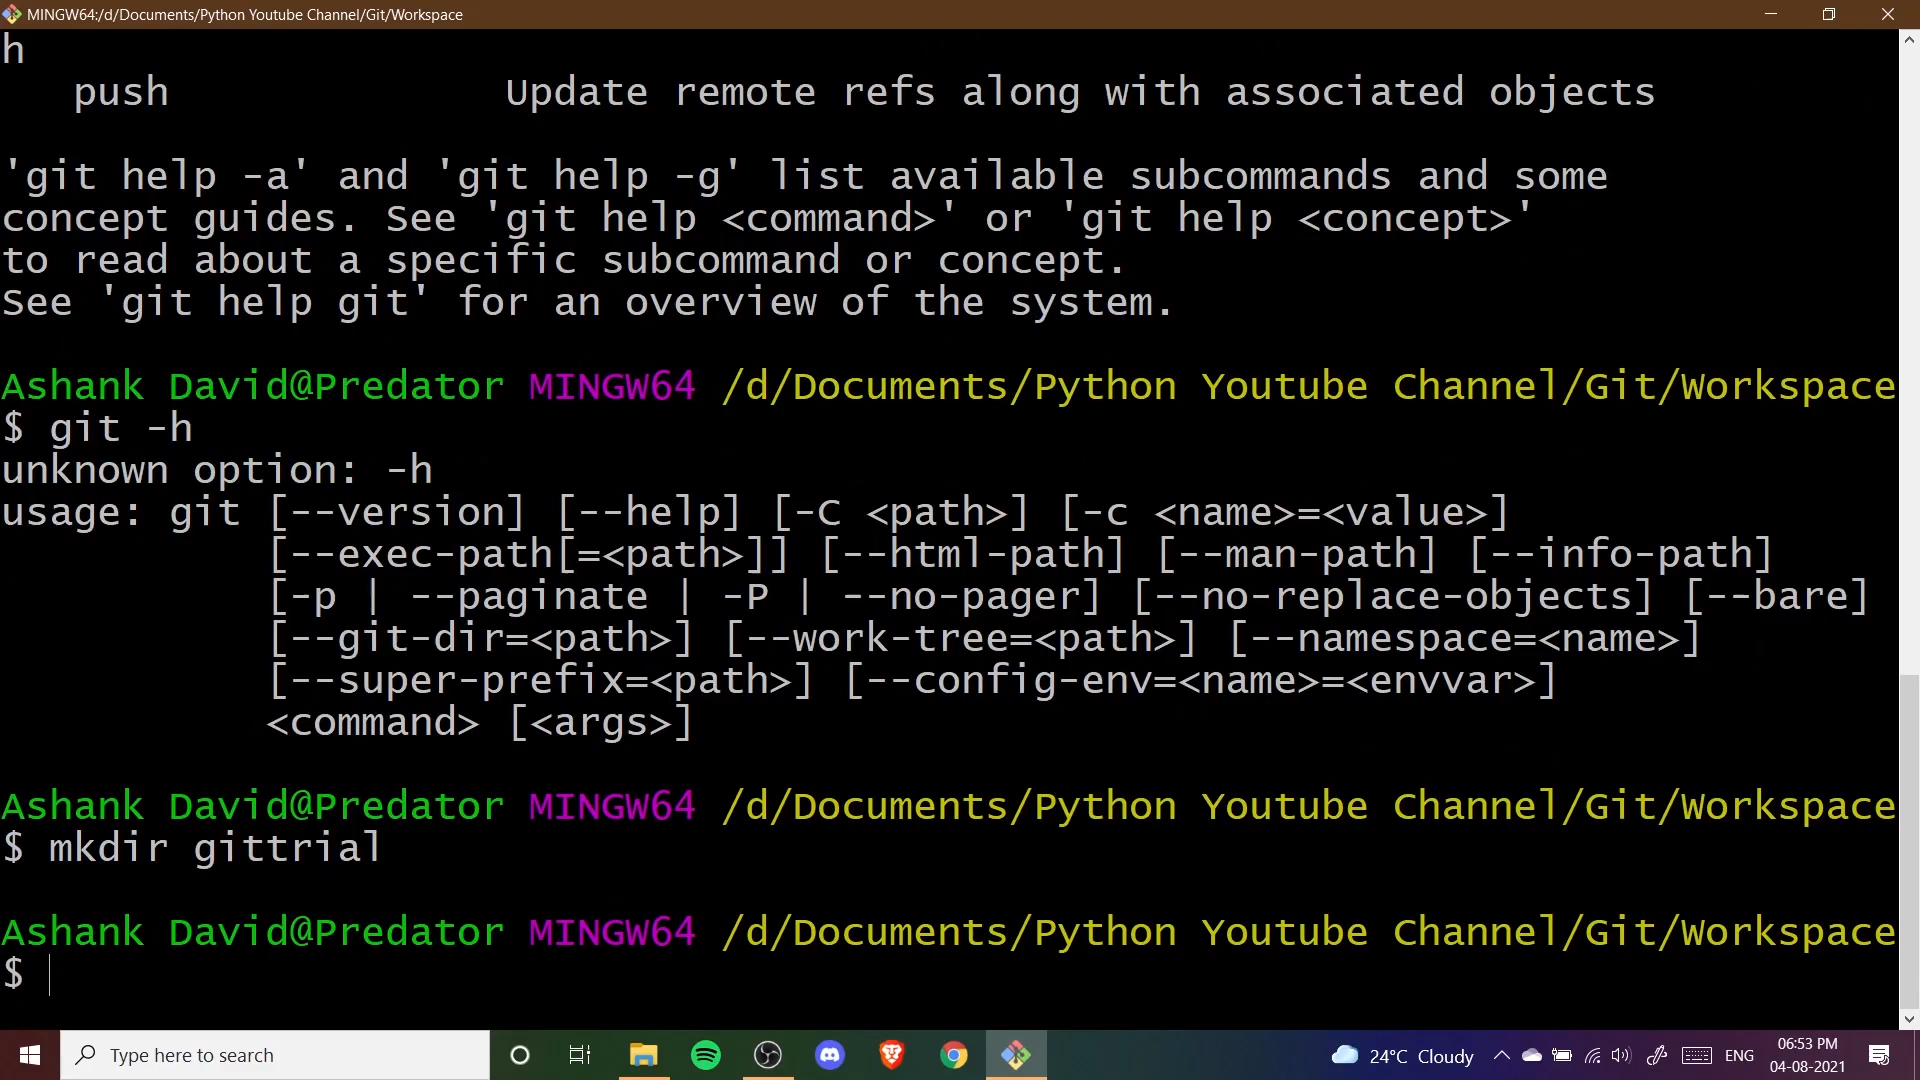 MINGW64:/d/Documents/Python Youtube Channel/Git/Workspace
h
push Update remote refs along with associated objects
'git help -a' and 'git help -g' list available subcommands and some
concept guides. See 'git help <command>' or 'git help <concept>'
to read about a specific subcommand or concept.
See 'git help git' for an overview of the system.
Ashank David@Predator MINGW64 /d/Documents/Python Youtube Channel/Git/Workspace
$ git -h
unknown option: -h
usage: git [--version] [--help] [-C <path>] [-c <name>=<value>]
[--exec-path[=<path>]] [--html-path] [--man-path] [--info-path]
[-p | --paginate | -P | --no-pager] [--no-replace-objects] [--bare]
[--git-dir=<path>] [--work-tree=<path>] [--namespace=<name>]
[--super-prefix=<path>] [--config-env=<name>=<envvar>]
<command> [<args>]
Ashank David@Predator MINGW64 /d/Documents/Python Youtube Channel/Git/Workspace
$ mkdir gittrial
Ashank David@Predator MINGW64 /d/Documents/Python Youtube Channel/Git/Workspace
$
Type here to search
24°C Cloudy
ENG
06:53 PM
04-08-2021